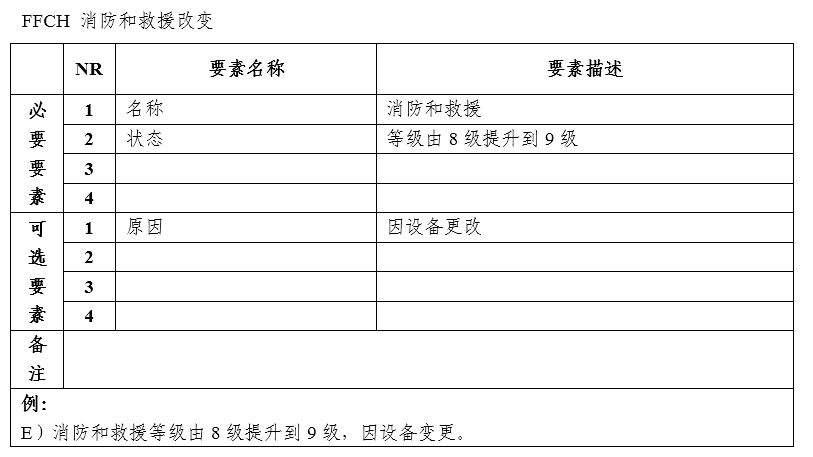 FFCH 消防和救援改变
NR 要素名称 要素描述
必要要素
1 名称 消防和救援
2 状态 等级由 8 级提升到 9 级
3
4
可选要素
1 原因 因设备更改
2
3
4
备注
例：
E）消防和救援等级由 8 级提升到 9 级，因设备变更。